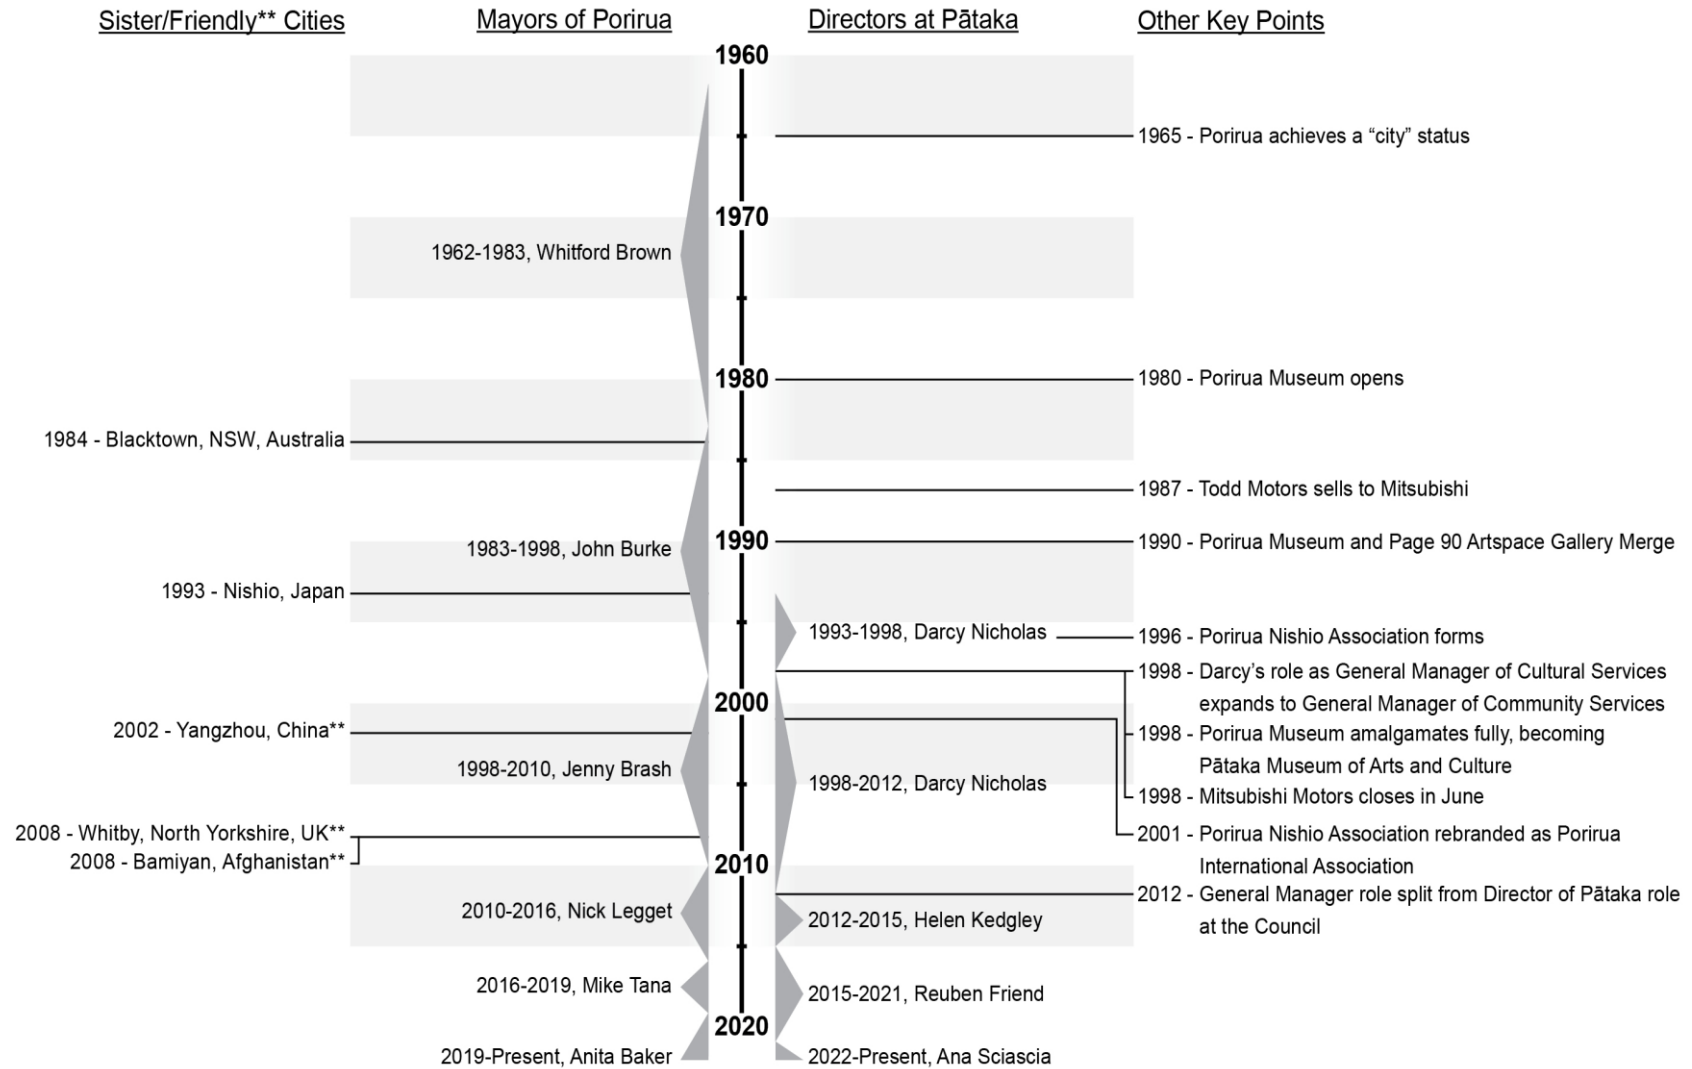 Sister/Friendly** Cities
Mayors of Porirua
Directors at Pātaka
Other Key Points
1960
1965 - Porirua achieves a “city” status
1970
1962-1983, Whitford Brown
1980
1980 - Porirua Museum opens
1984 - Blacktown, NSW, Australia
1987 - Todd Motors sells to Mitsubishi
1990
1990 - Porirua Museum and Page 90 Artspace Gallery Merge
1983-1998, John Burke
1993 - Nishio, Japan
1993-1998, Darcy Nicholas
1996 - Porirua Nishio Association forms
1998 - Darcy’s role as General Manager of Cultural Services
expands to General Manager of Community Services
2000
2002 - Yangzhou, China**
1998 - Porirua Museum amalgamates fully, becoming
Pātaka Museum of Arts and Culture
1998-2010, Jenny Brash
1998-2012, Darcy Nicholas
1998 - Mitsubishi Motors closes in June
2008 - Whitby, North Yorkshire, UK**
2001 - Porirua Nishio Association rebranded as Porirua
International Association
2008 - Bamiyan, Afghanistan**
2010
2012 - General Manager role split from Director of Pātaka role
at the Council
2010-2016, Nick Legget
2012-2015, Helen Kedgley
2016-2019, Mike Tana
2015-2021, Reuben Friend
2020
2019-Present, Anita Baker
2022-Present, Ana Sciascia